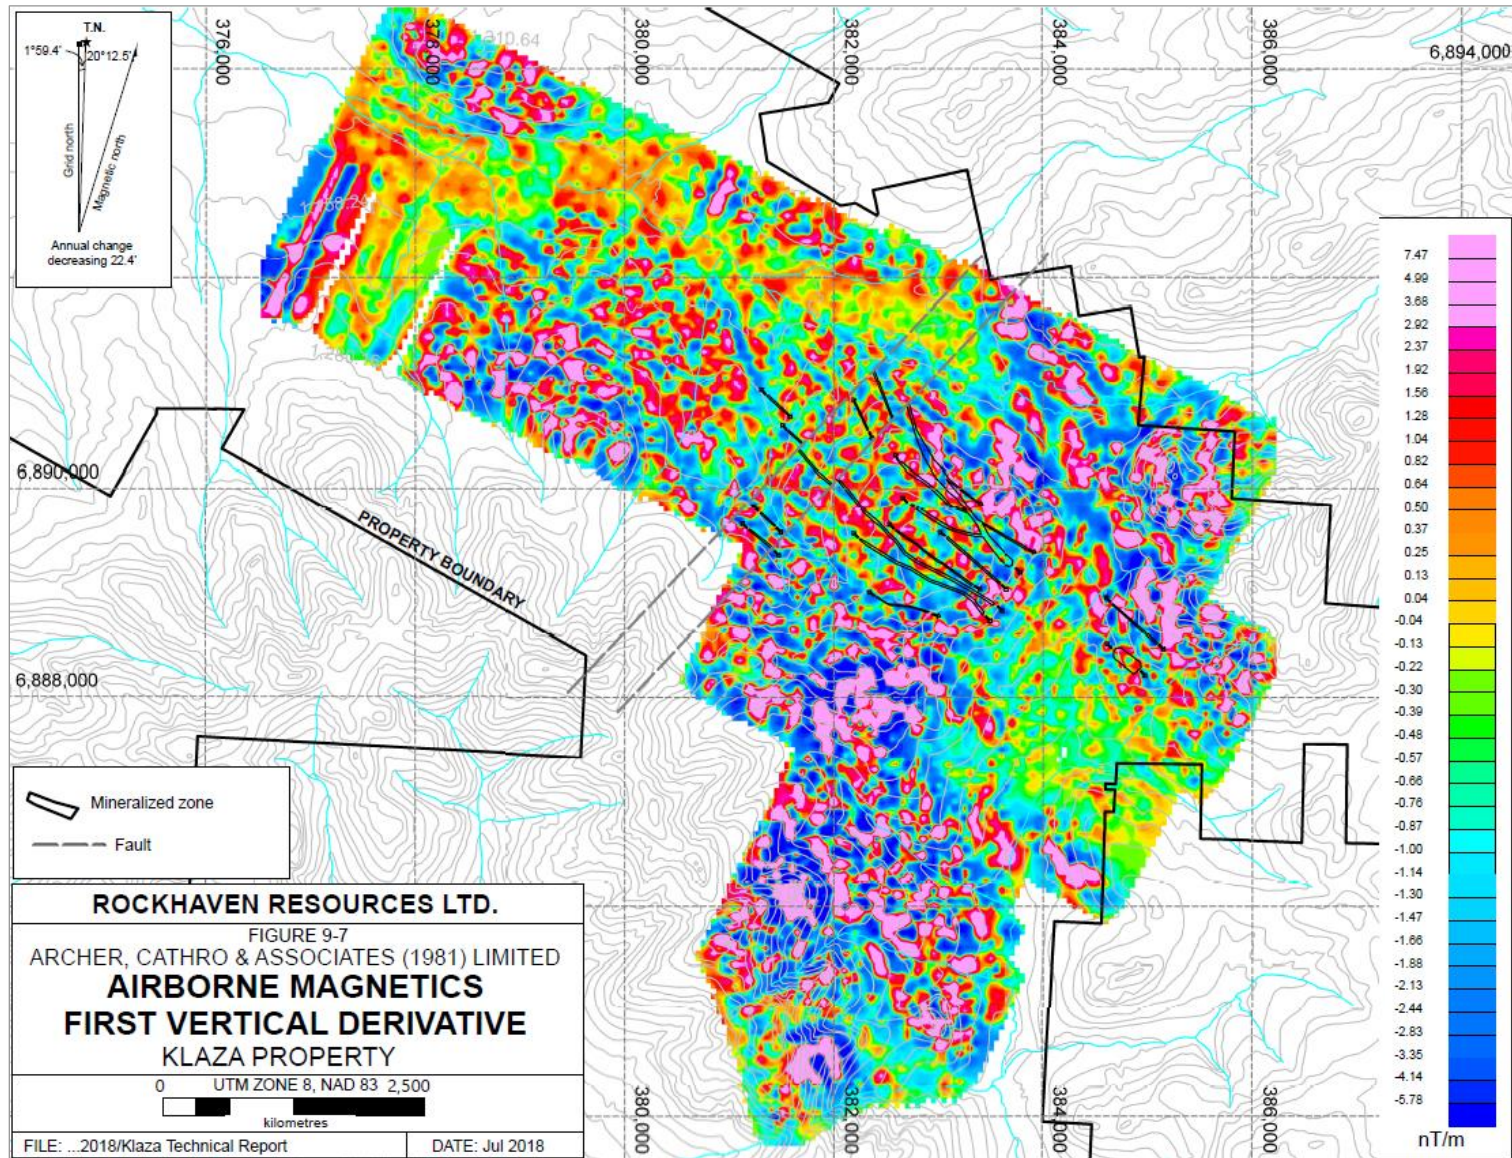 T.N.
1°59.4'
20°12.5'
Grid north
Magnetic north
Annual change
decreasing 22.4'
376,000
378,000
380,000
382,000
384,000
386,000
6,894,000
6,890,000
6,888,000
PROPERTY BOUNDARY
7.47
4.99
3.68
2.92
2.37
1.92
1.56
1.28
1.04
0.82
0.64
0.50
0.37
0.25
0.13
0.04
-0.04
-0.13
-0.22
-0.30
-0.39
-0.48
-0.57
-0.66
-0.76
-0.87
-1.00
-1.14
-1.30
-1.47
-1.66
-1.88
-2.13
-2.44
-2.83
-3.35
-4.14
-5.78
nT/m
Mineralized zone
Fault
ROCKHAVEN RESOURCES LTD.
FIGURE 9-7
ARCHER, CATHRO & ASSOCIATES (1981) LIMITED
AIRBORNE MAGNETICS
FIRST VERTICAL DERIVATIVE
KLAZA PROPERTY
0 UTM ZONE 8, NAD 83 2,500
kilometres
FILE: ...2018/Klaza Technical Report
DATE: Jul 2018
380,000
382,000
384,000
386,000